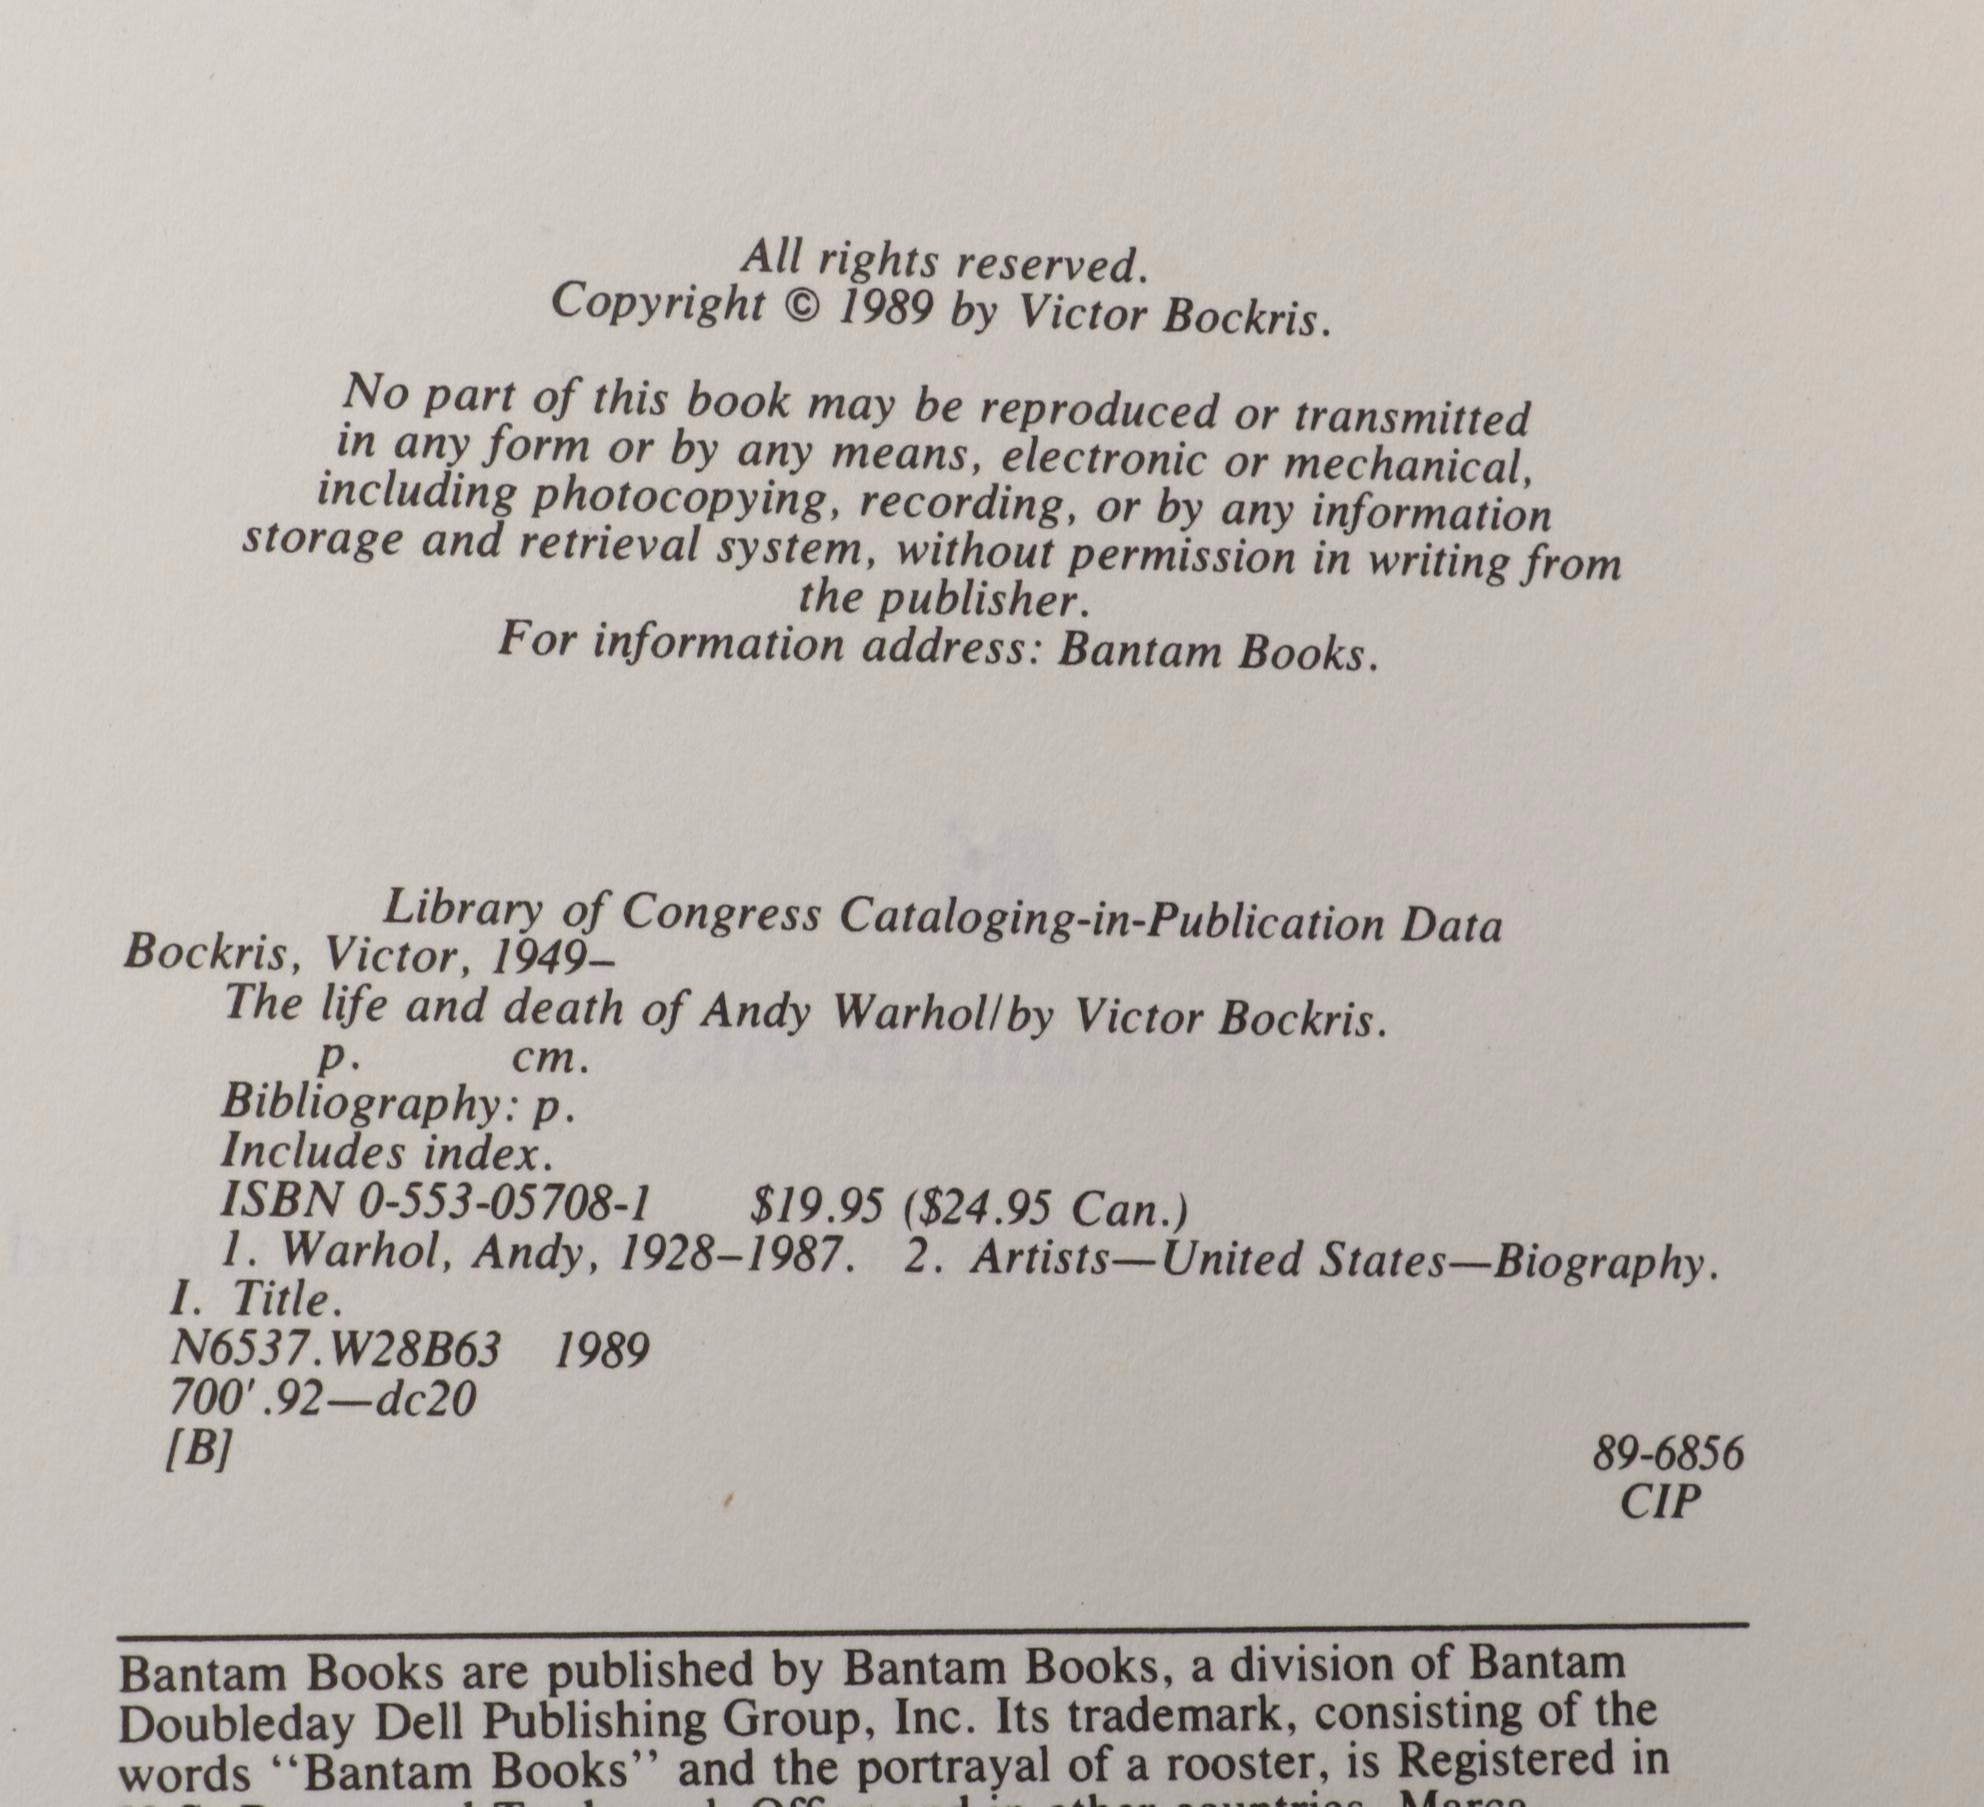 All rights reserved.
Copyright © 1989 by Victor Bockris.
No part of this book may be reproduced or transmitted
in any form or by any means, electronic or mechanical,
including photocopying, recording, or by any information
storage and retrieval system, without permission in writing from
the publisher.
For information address: Bantam Books.
Library of Congress Cataloging-in-Publication Data
Bockris, Victor, 1949–
The life and death of Andy Warhol/by Victor Bockris.
p. cm.
Bibliography: p.
Includes index.
ISBN 0-553-05708-1 $19.95 ($24.95 Can.)
1. Warhol, Andy, 1928–1987. 2. Artists—United States—Biography.
I. Title.
N6537.W28B63 1989
700'.92—dc20
[B]
89-6856
CIP
Bantam Books are published by Bantam Books, a division of Bantam
Doubleday Dell Publishing Group, Inc. Its trademark, consisting of the
words “Bantam Books” and the portrayal of a rooster, is Registered in